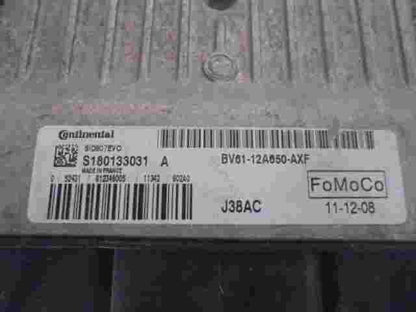 Continental
SID807EVO
S180133031 A
MADE IN FRANCE
BV61-12A650-AXF
FoMoCo
J38AC
11-12-08